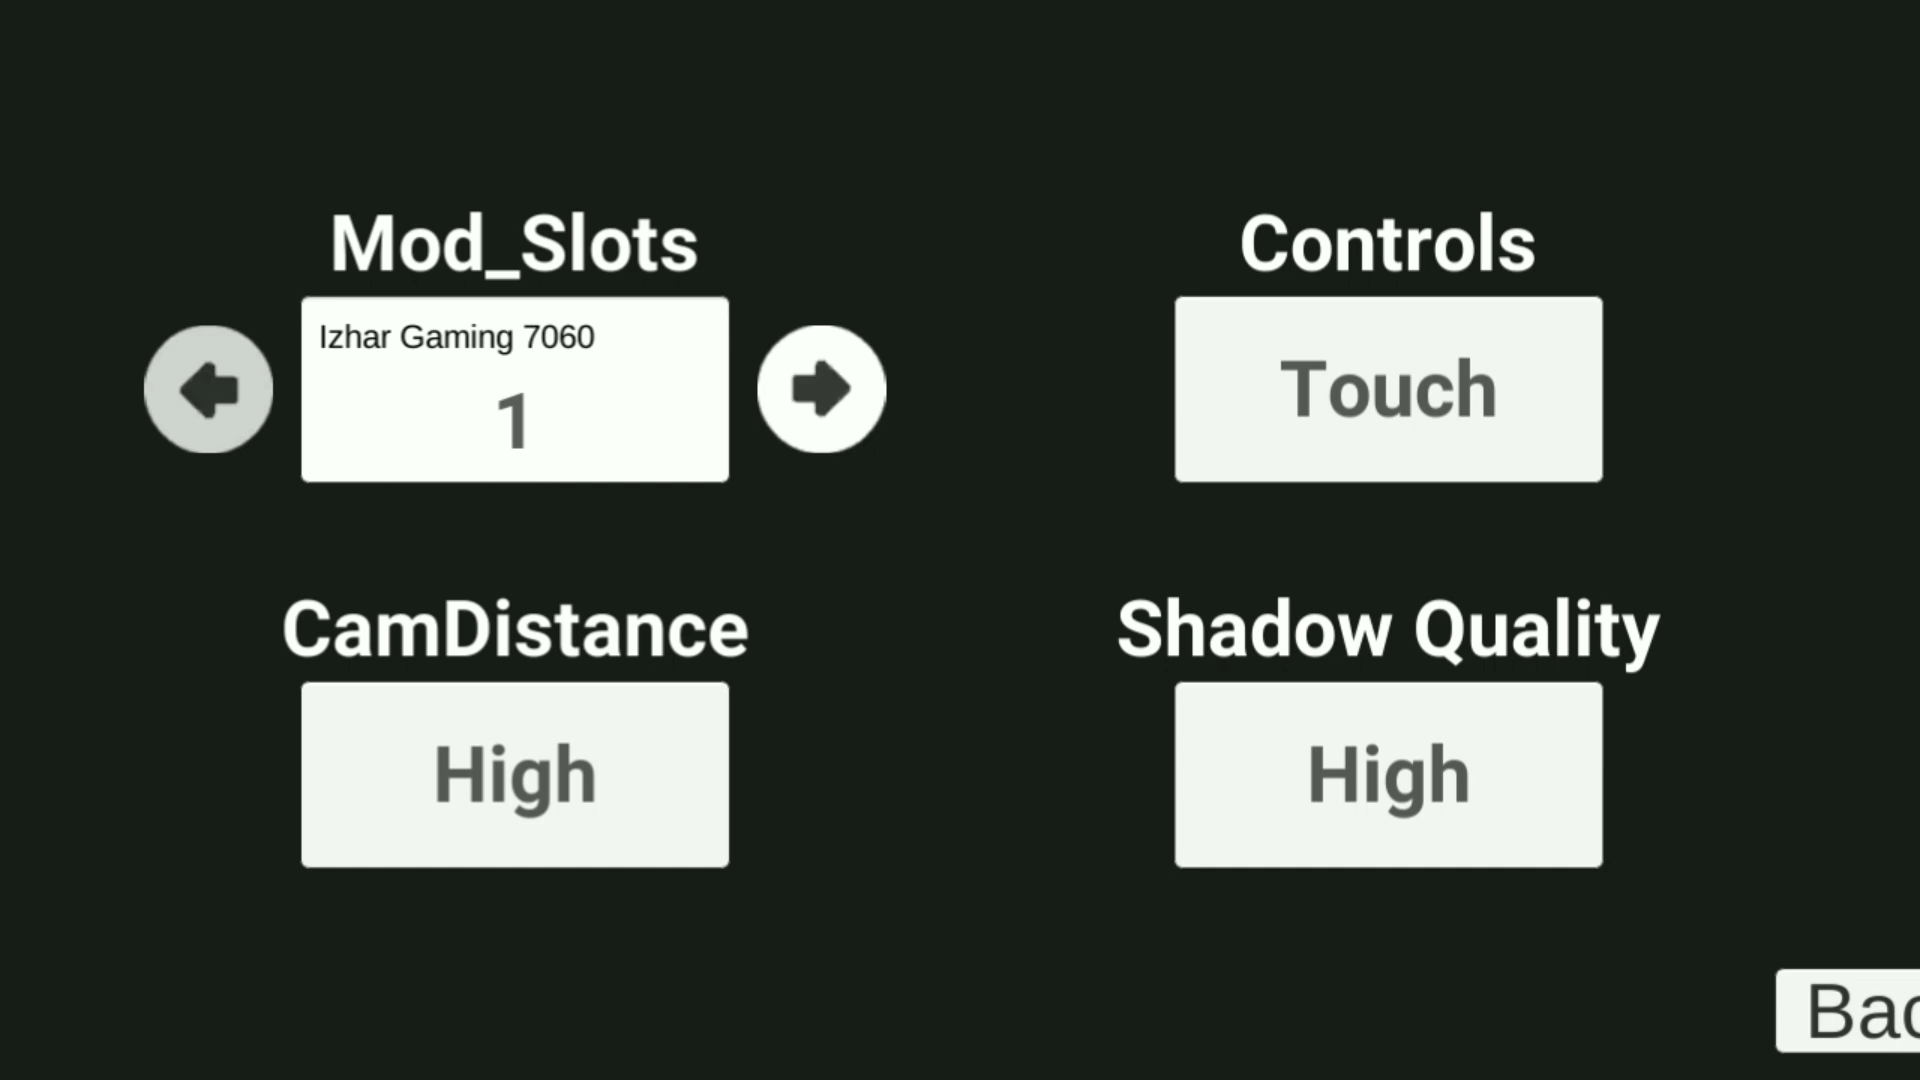 Mod_Slots
Izhar Gaming 7060
1
Controls
Touch
CamDistance
High
Shadow Quality
High